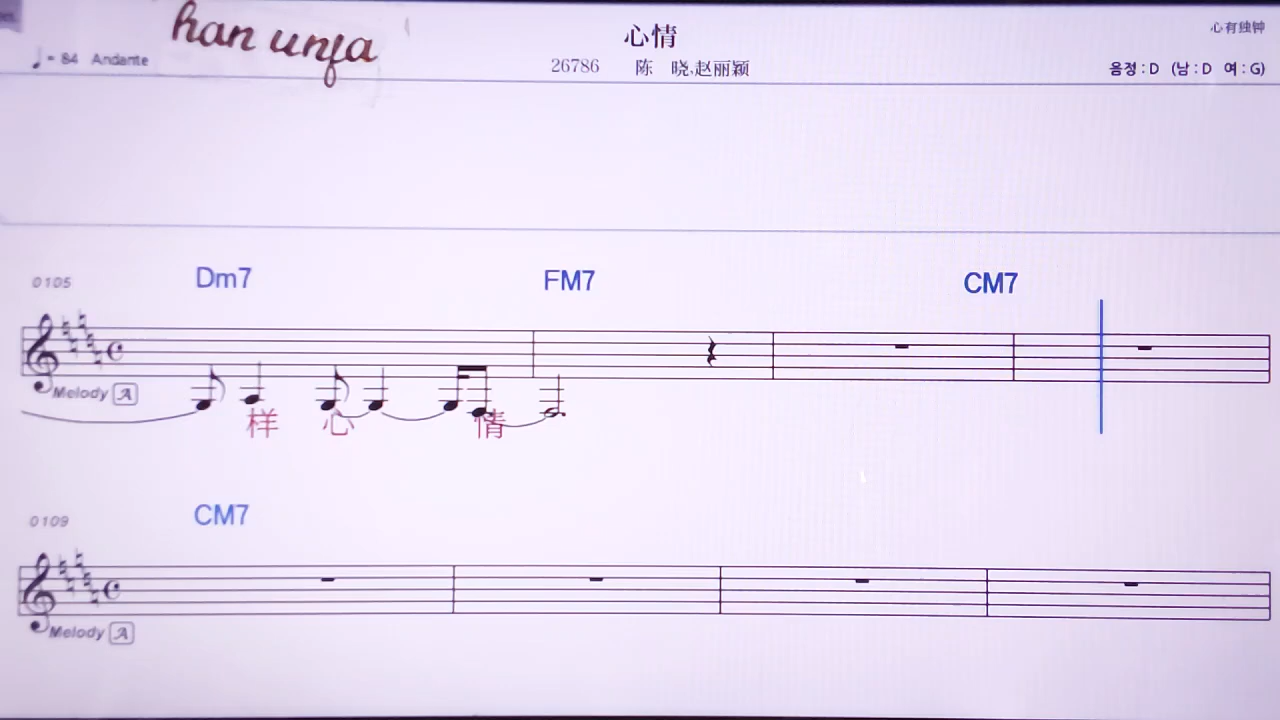 han unfa
♩= 84 Andante
心情
26786 陈 晓.赵丽颖
心有独钟
음정 : D (남 : D 여 : G)
0105
Dm7 FM7 CM7
Melody A
样 心 情
0109
CM7
Melody A